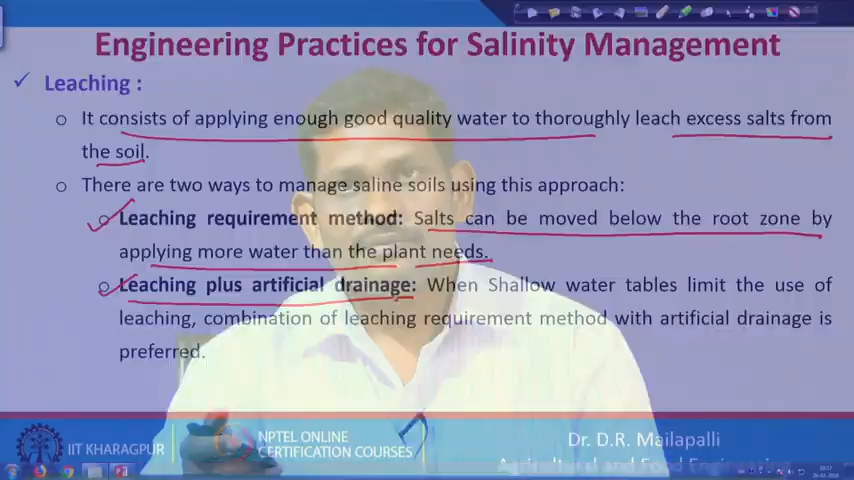 Engineering Practices for Salinity Management
✓ Leaching :
o It consists of applying enough good quality water to thoroughly leach excess salts from
the soil.
o There are two ways to manage saline soils using this approach:
o Leaching requirement method: Salts can be moved below the root zone by
applying more water than the plant needs.
o Leaching plus artificial drainage: When Shallow water tables limit the use of
leaching, combination of leaching requirement method with artificial drainage is
preferred.
IIT KHARAGPUR
NPTEL ONLINE
CERTIFICATION COURSES
Dr. D.R. Mailapalli
Agricultural and Food Engineering